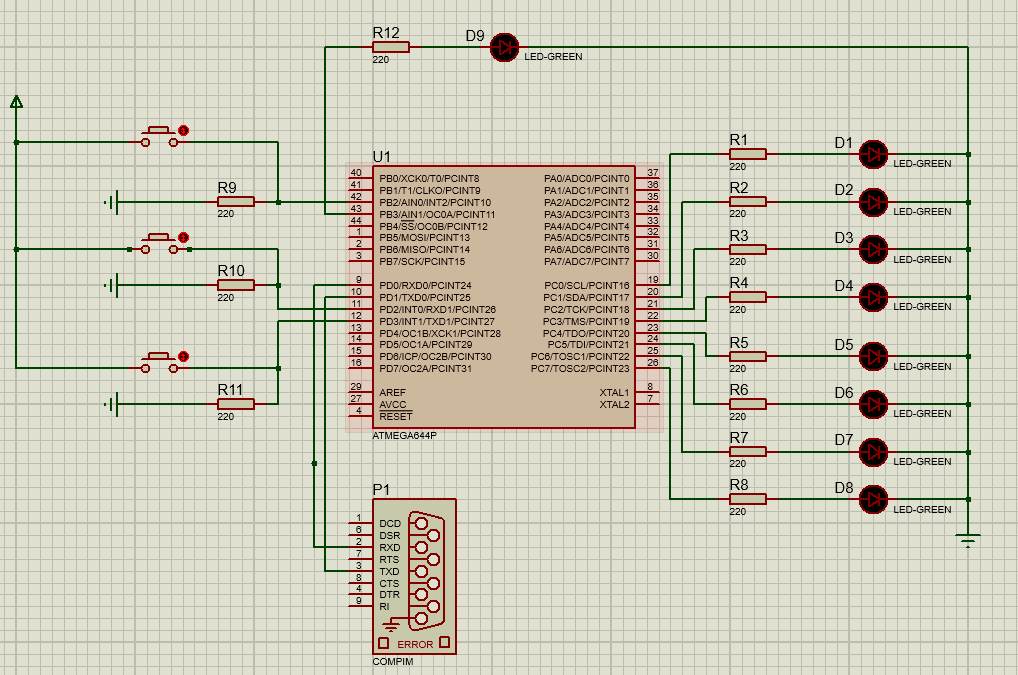 R12
220
D9
LED-GREEN
R9
220
R10
220
R11
220
U1
40 PB0/XCK0/T0/PCINT8
41 PB1/T1/CLKO/PCINT9
42 PB2/AIN0/INT2/PCINT10
43 PB3/AIN1/OC0A/PCINT11
44 PB4/SS/OC0B/PCINT12
1 PB5/MOSI/PCINT13
2 PB6/MISO/PCINT14
3 PB7/SCK/PCINT15
9 PD0/RXD0/PCINT24
10 PD1/TXD0/PCINT25
11 PD2/INT0/RXD1/PCINT26
12 PD3/INT1/TXD1/PCINT27
13 PD4/OC1B/XCK1/PCINT28
14 PD5/OC1A/PCINT29
15 PD6/ICP/OC2B/PCINT30
16 PD7/OC2A/PCINT31
29 AREF
27 AVCC
4 RESET
PA0/ADC0/PCINT0 37
PA1/ADC1/PCINT1 36
PA2/ADC2/PCINT2 35
PA3/ADC3/PCINT3 34
PA4/ADC4/PCINT4 33
PA5/ADC5/PCINT5 32
PA6/ADC6/PCINT6 31
PA7/ADC7/PCINT7 30
PC0/SCL/PCINT16 19
PC1/SDA/PCINT17 20
PC2/TCK/PCINT18 21
PC3/TMS/PCINT19 22
PC4/TDO/PCINT20 23
PC5/TDI/PCINT21 24
PC6/TOSC1/PCINT22 25
PC7/TOSC2/PCINT23 26
XTAL1 8
XTAL2 7
ATMEGA644P
R1
220
D1
LED-GREEN
R2
220
D2
LED-GREEN
R3
220
D3
LED-GREEN
R4
220
D4
LED-GREEN
R5
220
D5
LED-GREEN
R6
220
D6
LED-GREEN
R7
220
D7
LED-GREEN
R8
220
D8
LED-GREEN
P1
1 DCD
6 DSR
2 RXD
7 RTS
3 TXD
8 CTS
4 DTR
9 RI
ERROR
COMPIM